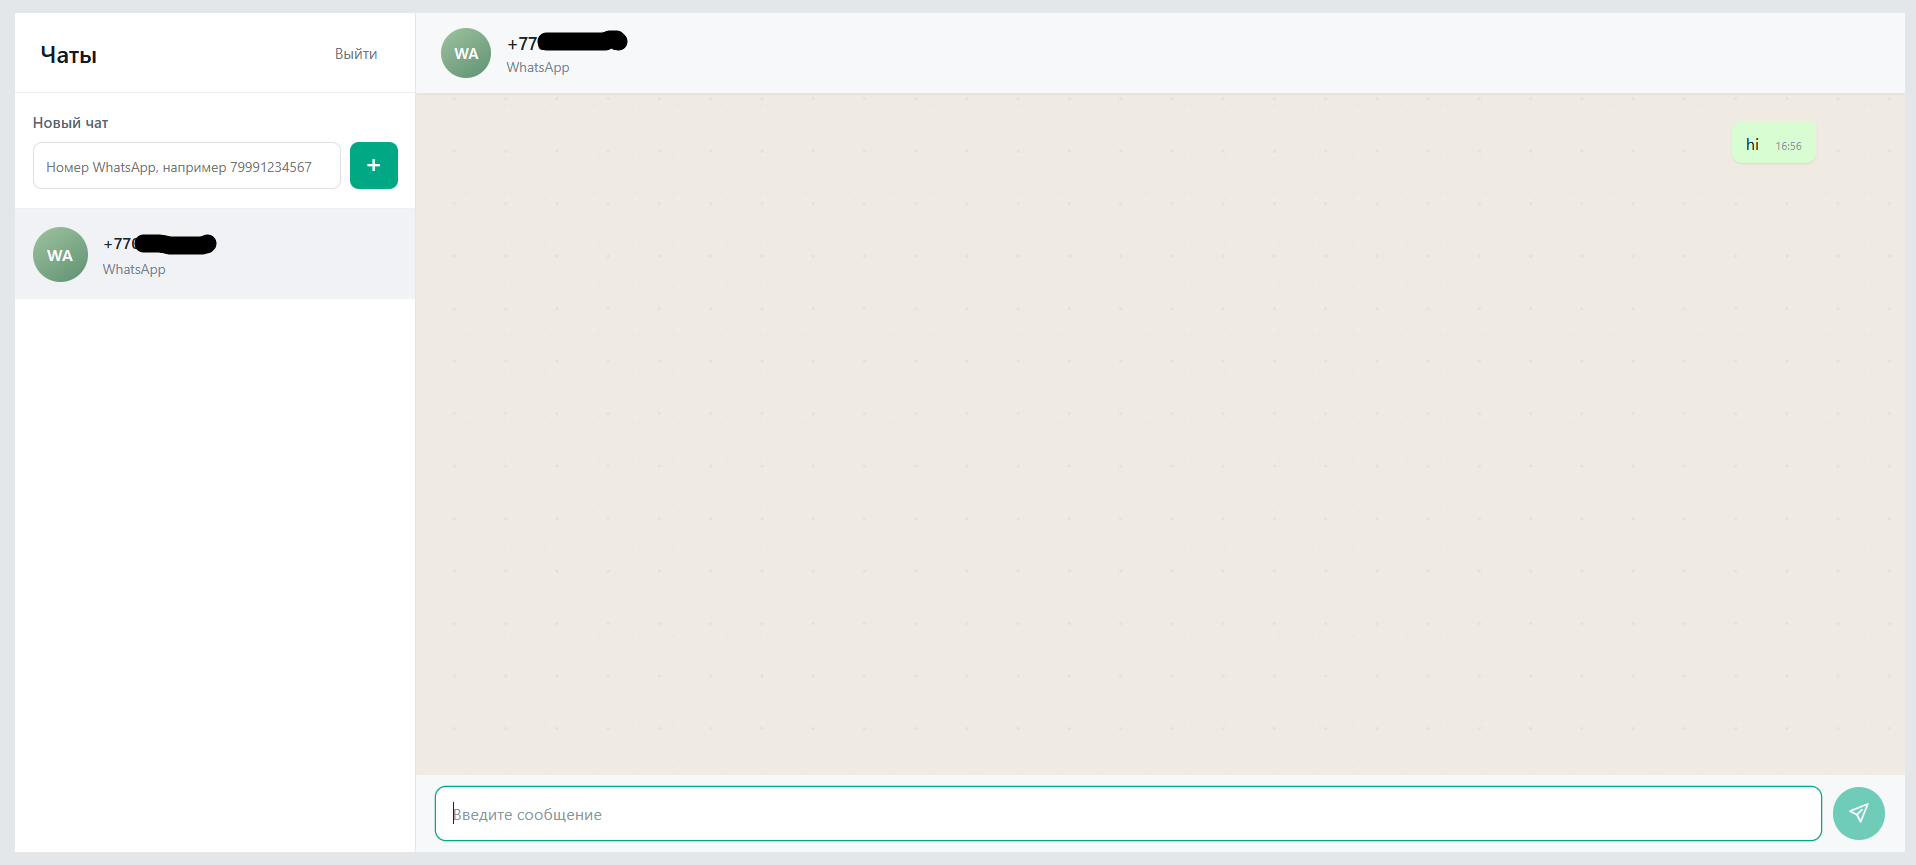 Чаты
Выйти
Новый чат
Номер WhatsApp, например 79991234567
+
WA
+77
WhatsApp
WA
+77
WhatsApp
hi 16:56
Введите сообщение